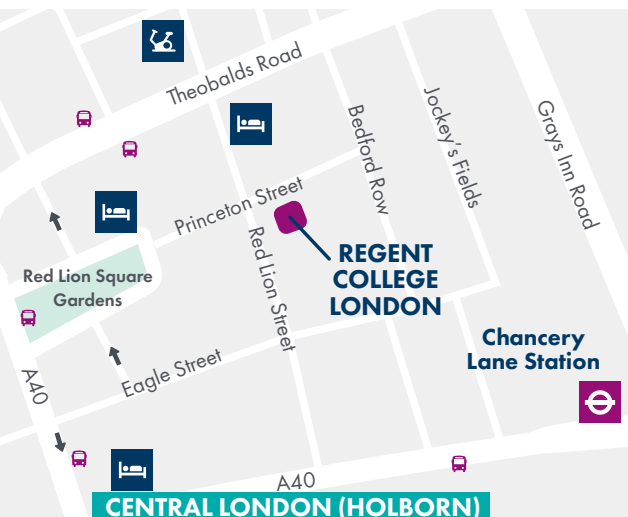 Theobalds Road
Bedford Row
Jockey's Fields
Grays Inn Road
Princeton Street
Red Lion Street
REGENT
COLLEGE
LONDON
Red Lion Square
Gardens
Chancery
Lane Station
Eagle Street
A40
A40
CENTRAL LONDON (HOLBORN)